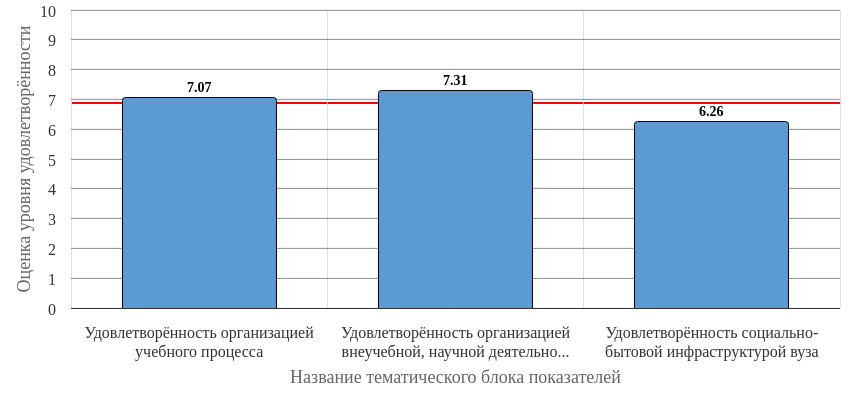 Оценка уровня удовлетворённости
10
9
8
7
6
5
4
3
2
1
0
7.07
7.31
6.26
Удовлетворённость организацией
учебного процесса
Удовлетворённость организацией
внеучебной, научной деятельно...
Удовлетворённость социально-
бытовой инфраструктурой вуза
Название тематического блока показателей